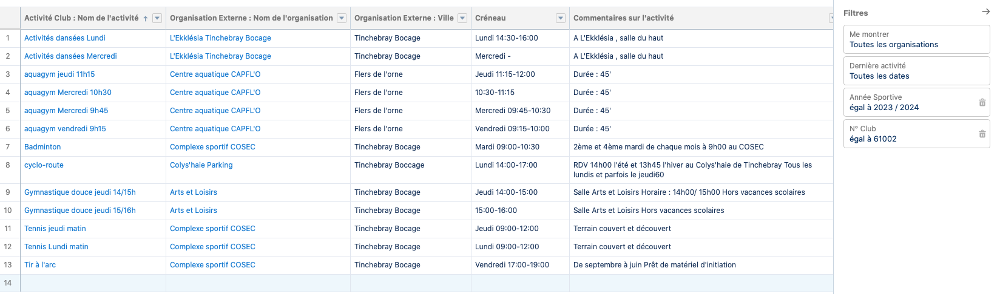 Activité Club : Nom de l'activité ↑ Organisation Externe : Nom de l'organisation Organisation Externe : Ville Créneau Commentaires sur l'activité
1 Activités dansées Lundi L'Ekklésia Tinchebray Bocage Tinchebray Bocage Lundi 14:30-16:00 A L'Ekklésia , salle du haut
2 Activités dansées Mercredi L'Ekklésia Tinchebray Bocage Tinchebray Bocage Mercredi - A L'Ekklésia , salle du haut
3 aquagym jeudi 11h15 Centre aquatique CAPFL'O Flers de l'orne Jeudi 11:15-12:00 Durée : 45'
4 aquagym Mercredi 10h30 Centre aquatique CAPFL'O Flers de l'orne 10:30-11:15 Durée : 45'
5 aquagym Mercredi 9h45 Centre aquatique CAPFL'O Flers de l'orne Mercredi 09:45-10:30 Durée : 45'
6 aquagym vendredi 9h15 Centre aquatique CAPFL'O Flers de l'orne Vendredi 09:15-10:00 Durée : 45'
7 Badminton Complexe sportif COSEC Tinchebray Bocage Mardi 09:00-10:30 2ème et 4ème mardi de chaque mois à 9h00 au COSEC
8 cyclo-route Colys'haie Parking Tinchebray Boccage Lundi 14:00-17:00 RDV 14h00 l'été et 13h45 l'hiver au Colys'haie de Tinchebray Tous les
lundis et parfois le jeudi60
9 Gymnastique douce jeudi 14/15h Arts et Loisirs Tinchebray Bocage Jeudi 14:00-15:00 Salle Arts et Loisirs Horaire : 14h00/ 15h00 Hors vacances scolaires
10 Gymnastique douce jeudi 15/16h Arts et Loisirs Tinchebray Bocage 15:00-16:00 Salle Arts et Loisirs Hors vacances scolaires
11 Tennis jeudi matin Complexe sportif COSEC Tinchebray Bocage Jeudi 09:00-12:00 Terrain couvert et découvert
12 Tennis Lundi matin Complexe sportif COSEC Tinchebray Bocage Lundi 09:00-12:00 Terrain couvert et découvert
13 Tir à l'arc Complexe sportif COSEC Tinchebray Bocage Vendredi 17:00-19:00 De septembre à juin Prêt de matériel d'initiation
14
Filtres →
Me montrer
Toutes les organisations
Dernière activité
Toutes les dates
Année Sportive
égal à 2023 / 2024
N° Club
égal à 61002